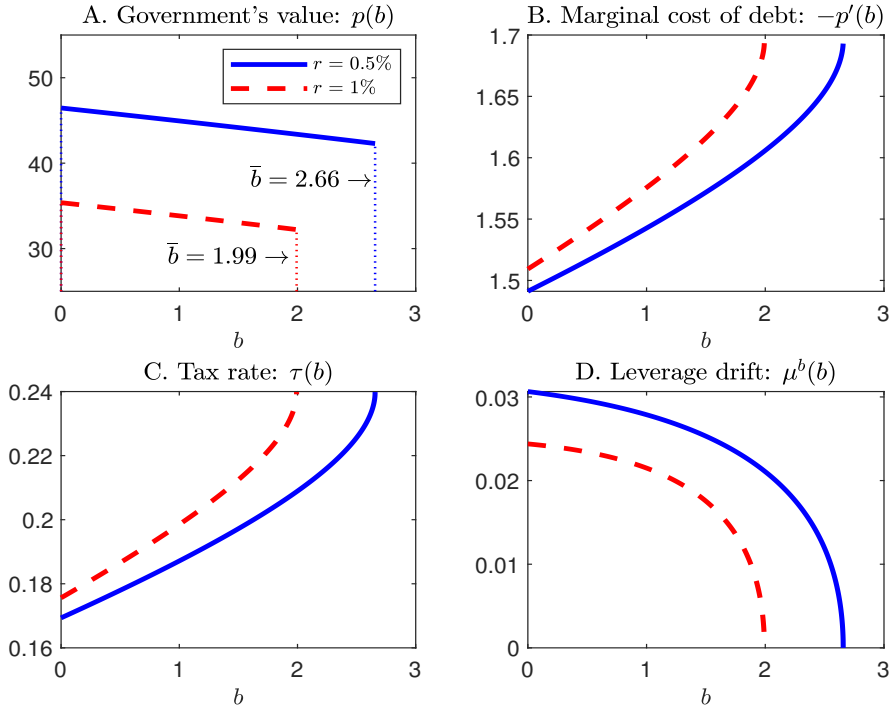 A. Government's value: p(b)
50
40
30
r = 0.5%
r = 1%
b̅ = 2.66 →
b̅ = 1.99 →
0 1 2 3
b
B. Marginal cost of debt: −p′(b)
1.7
1.65
1.6
1.55
1.5
0 1 2 3
b
C. Tax rate: τ(b)
0.24
0.22
0.2
0.18
0.16
0 1 2 3
b
D. Leverage drift: μᵇ(b)
0.03
0.02
0.01
0
0 1 2 3
b